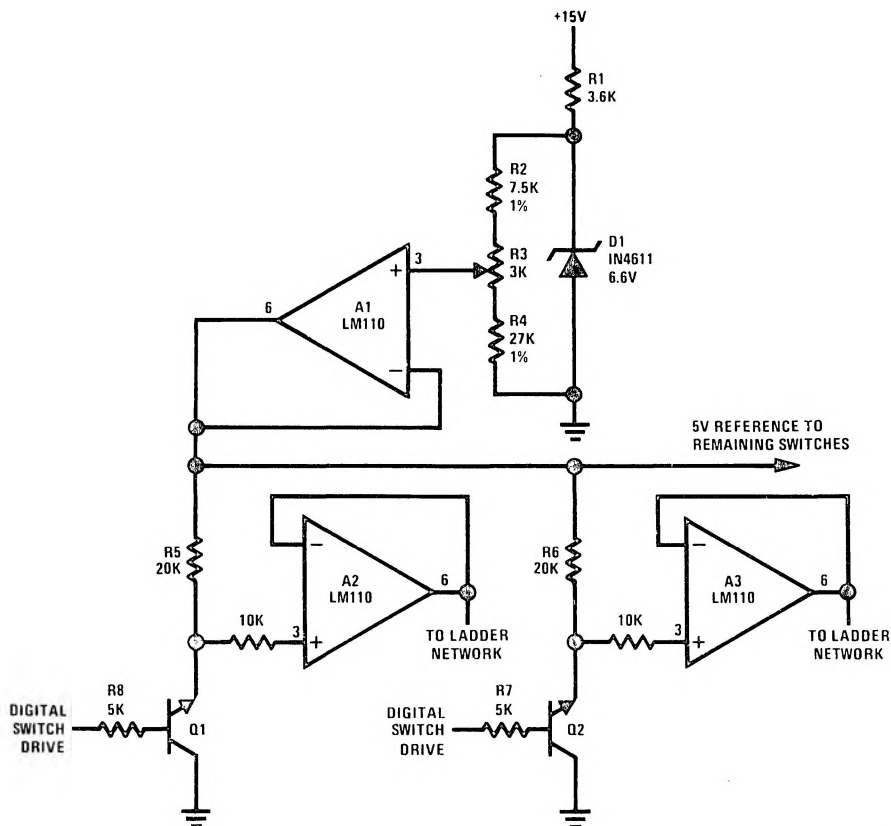 +15V
R1
3.6K
R2
7.5K
1%
R3
3K
D1
IN4611
6.6V
R4
27K
1%
3
+
6
A1
LM110
−
5V REFERENCE TO
REMAINING SWITCHES
R5
20K
−
A2
LM110
6
10K
3
+
TO LADDER
NETWORK
R6
20K
−
A3
LM110
6
10K
3
+
TO LADDER
NETWORK
DIGITAL
SWITCH
DRIVE
R8
5K
Q1
DIGITAL
SWITCH
DRIVE
R7
5K
Q2